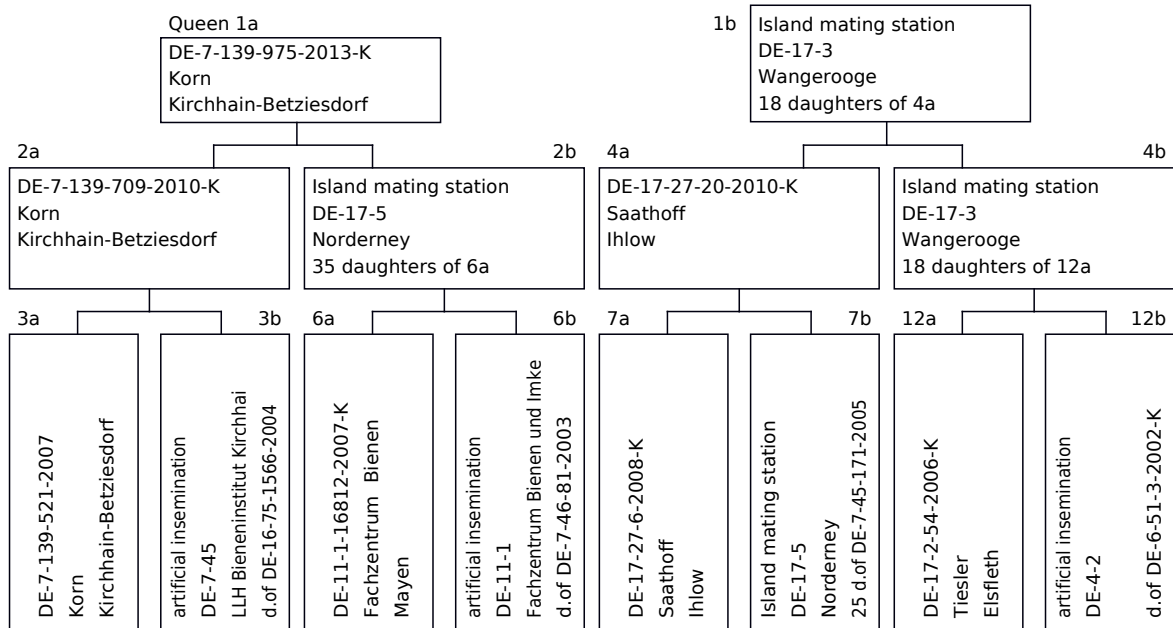 Queen 1a
DE-7-139-975-2013-K
Korn
Kirchhain-Betziesdorf
1b
Island mating station
DE-17-3
Wangerooge
18 daughters of 4a
2a
DE-7-139-709-2010-K
Korn
Kirchhain-Betziesdorf
2b
Island mating station
DE-17-5
Norderney
35 daughters of 6a
4a
DE-17-27-20-2010-K
Saathoff
Ihlow
4b
Island mating station
DE-17-3
Wangerooge
18 daughters of 12a
3a
DE-7-139-521-2007
Korn
Kirchhain-Betziesdorf
3b
artificial insemination
DE-7-45
LLH Bieneninstitut Kirchhai
d.of DE-16-75-1566-2004
6a
DE-11-1-16812-2007-K
Fachzentrum Bienen
Mayen
6b
artificial insemination
DE-11-1
Fachzentrum Bienen und Imke
d.of DE-7-46-81-2003
7a
DE-17-27-6-2008-K
Saathoff
Ihlow
7b
Island mating station
DE-17-5
Norderney
25 d.of DE-7-45-171-2005
12a
DE-17-2-54-2006-K
Tiesler
Elsfleth
12b
artificial insemination
DE-4-2
d.of DE-6-51-3-2002-K